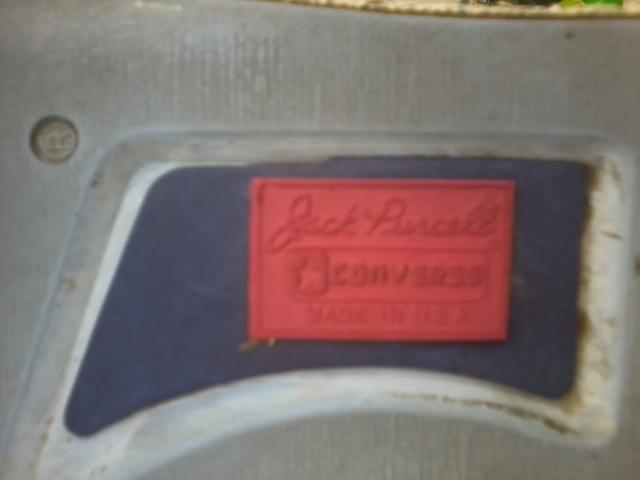 ®
Jack Purcell
CONVERSE
MADE IN U.S.A.